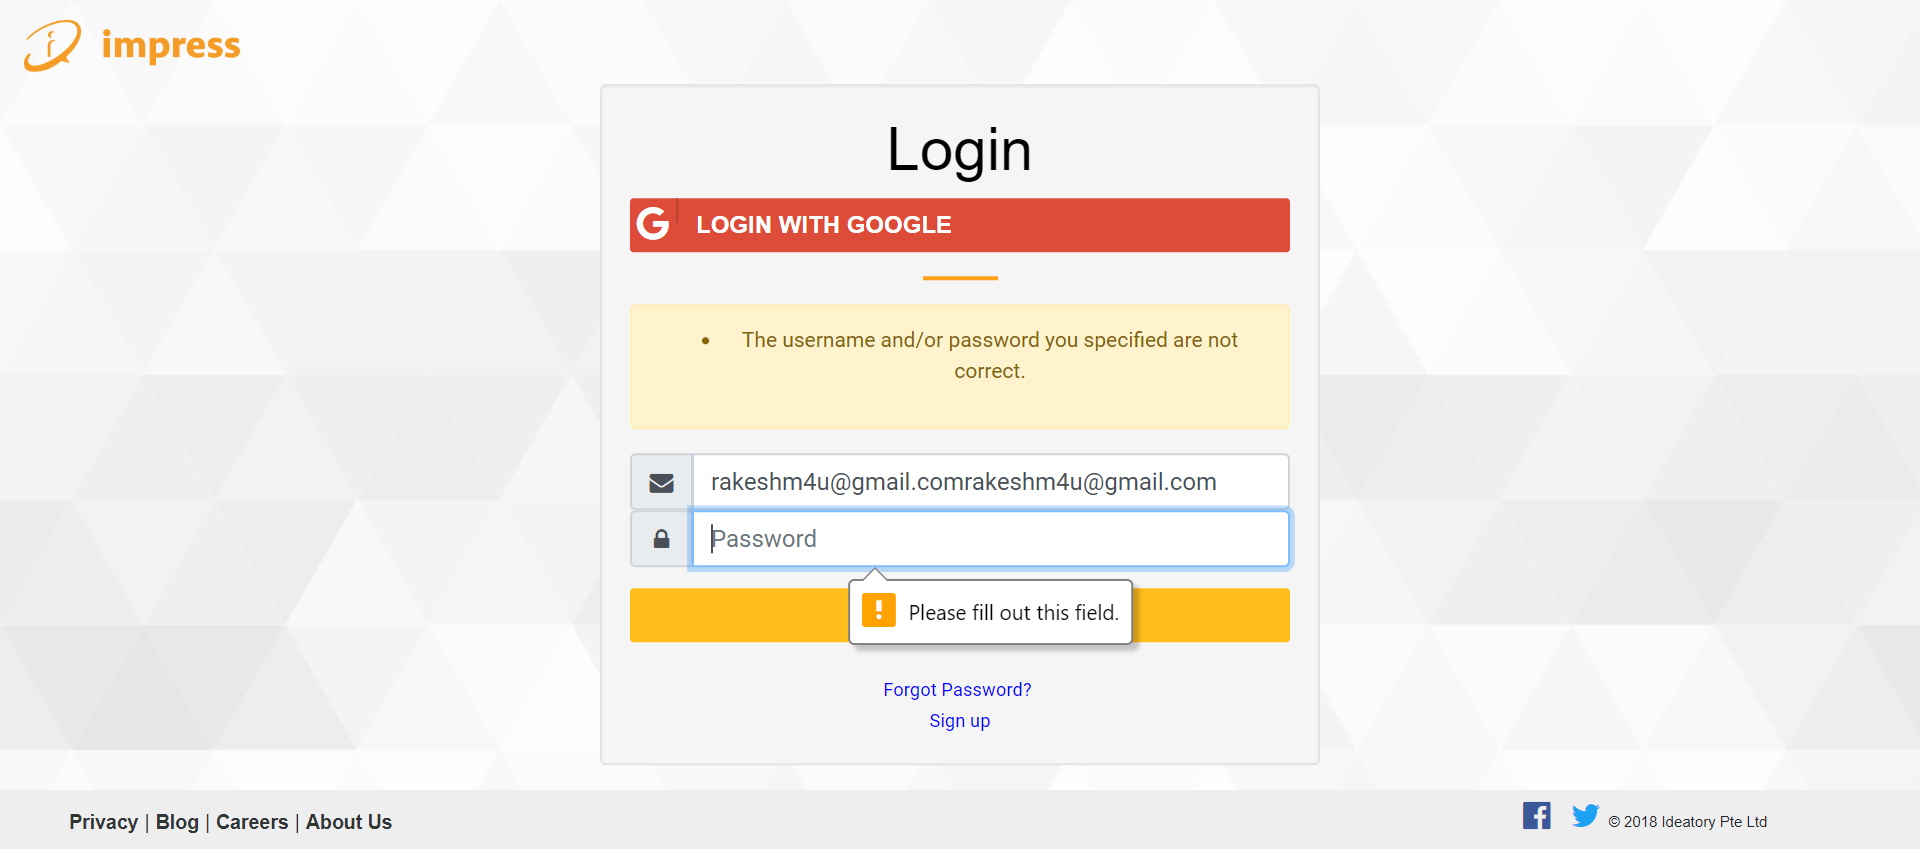 impress
Login
LOGIN WITH GOOGLE
• The username and/or password you specified are not
correct.
rakeshm4u@gmail.comrakeshm4u@gmail.com
Password
Please fill out this field.
Forgot Password?
Sign up
Privacy | Blog | Careers | About Us
© 2018 Ideatory Pte Ltd